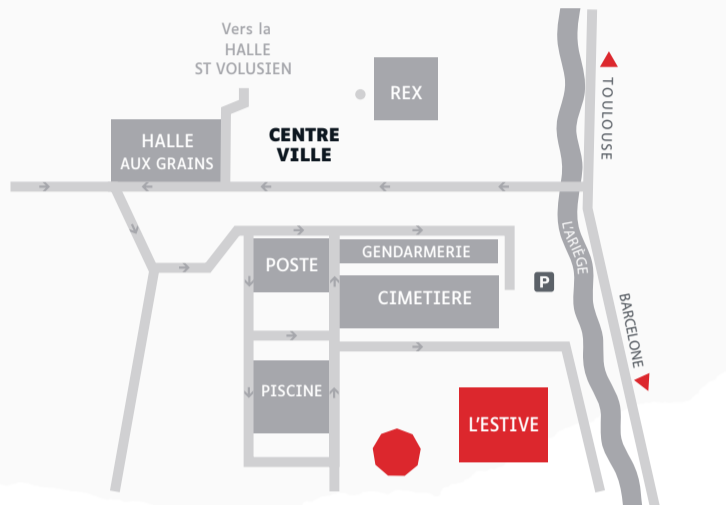 Vers la
HALLE
ST VOLUSIEN
REX
TOULOUSE
HALLE
AUX GRAINS
CENTRE
VILLE
L'ARIÈGE
GENDARMERIE
POSTE
P
CIMETIERE
BARCELONE
PISCINE
L'ESTIVE